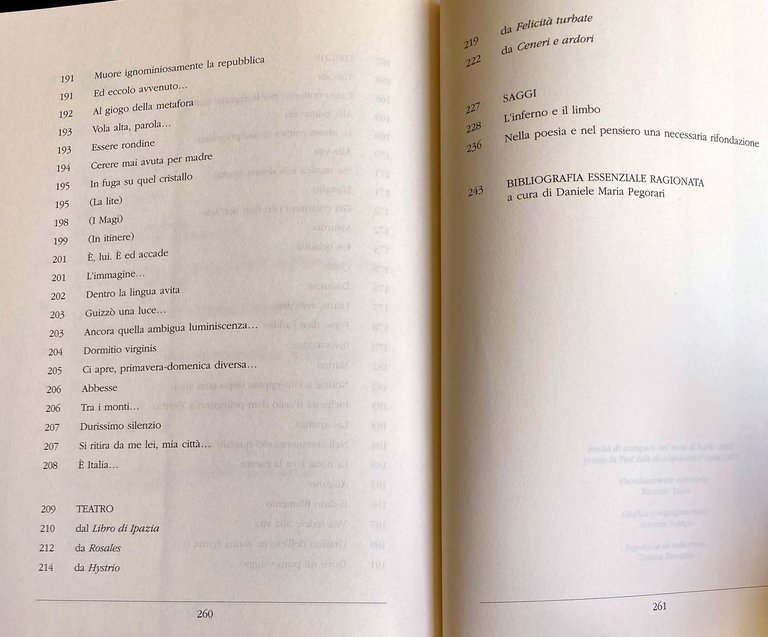 191 Muore ignominiosamente la repubblica
191 Ed eccolo avvenuto...
192 Al giogo della metafora
193 Vola alta, parola...
193 Essere rondine
194 Cerere mai avuta per madre
195 In fuga su quel cristallo
195 (La lite)
198 (I Magi)
199 (In itinere)
201 È, lui. È ed accade
201 L'immagine...
202 Dentro la lingua avita
203 Guizzò una luce...
203 Ancora quella ambigua luminiscenza...
204 Dormitio virginis
205 Ci apre, primavera-domenica diversa...
206 Abbesse
206 Tra i monti...
207 Durissimo silenzio
207 Si ritira da me lei, mia città...
208 È Italia...
209 TEATRO
210 dal Libro di Ipazia
212 da Rosales
214 da Hystrio
260
219 da Felicità turbate
222 da Ceneri e ardori
227 SAGGI
228 L'inferno e il limbo
236 Nella poesia e nel pensiero una necessaria rifondazione
243 BIBLIOGRAFIA ESSENZIALE RAGIONATA
a cura di Daniele Maria Pegorari
261